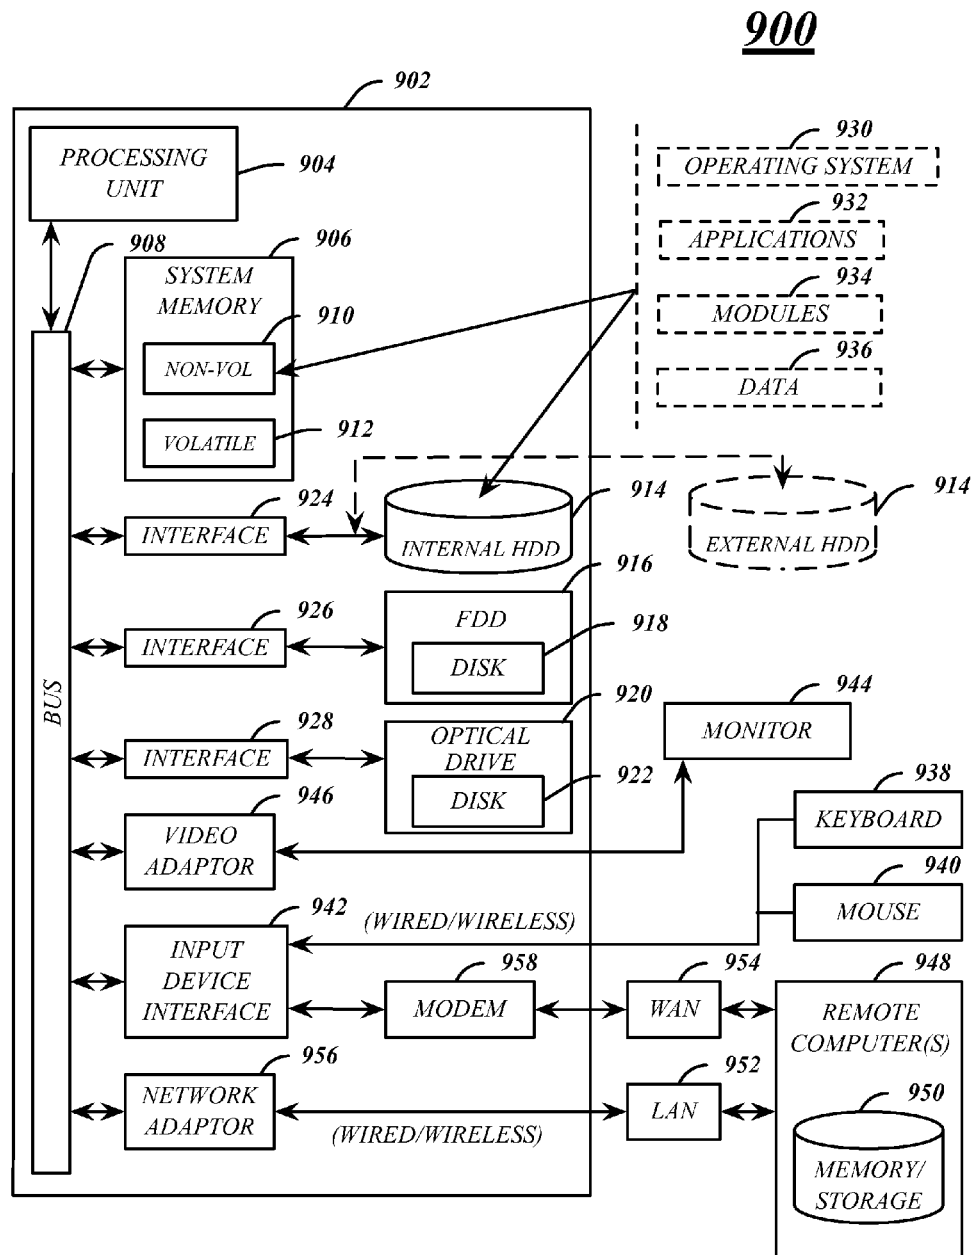 900
902
PROCESSING
UNIT
904
908
906
SYSTEM
MEMORY
910
NON-VOL
912
VOLATILE
930
OPERATING SYSTEM
932
APPLICATIONS
934
MODULES
936
DATA
924
INTERFACE
914
INTERNAL HDD
914
EXTERNAL HDD
926
INTERFACE
916
FDD
918
DISK
BUS
928
INTERFACE
920
OPTICAL
DRIVE
922
DISK
944
MONITOR
946
VIDEO
ADAPTOR
938
KEYBOARD
940
MOUSE
942
INPUT
DEVICE
INTERFACE
(WIRED/WIRELESS)
958
MODEM
954
WAN
948
REMOTE
COMPUTER(S)
956
NETWORK
ADAPTOR
(WIRED/WIRELESS)
952
LAN
950
MEMORY/
STORAGE